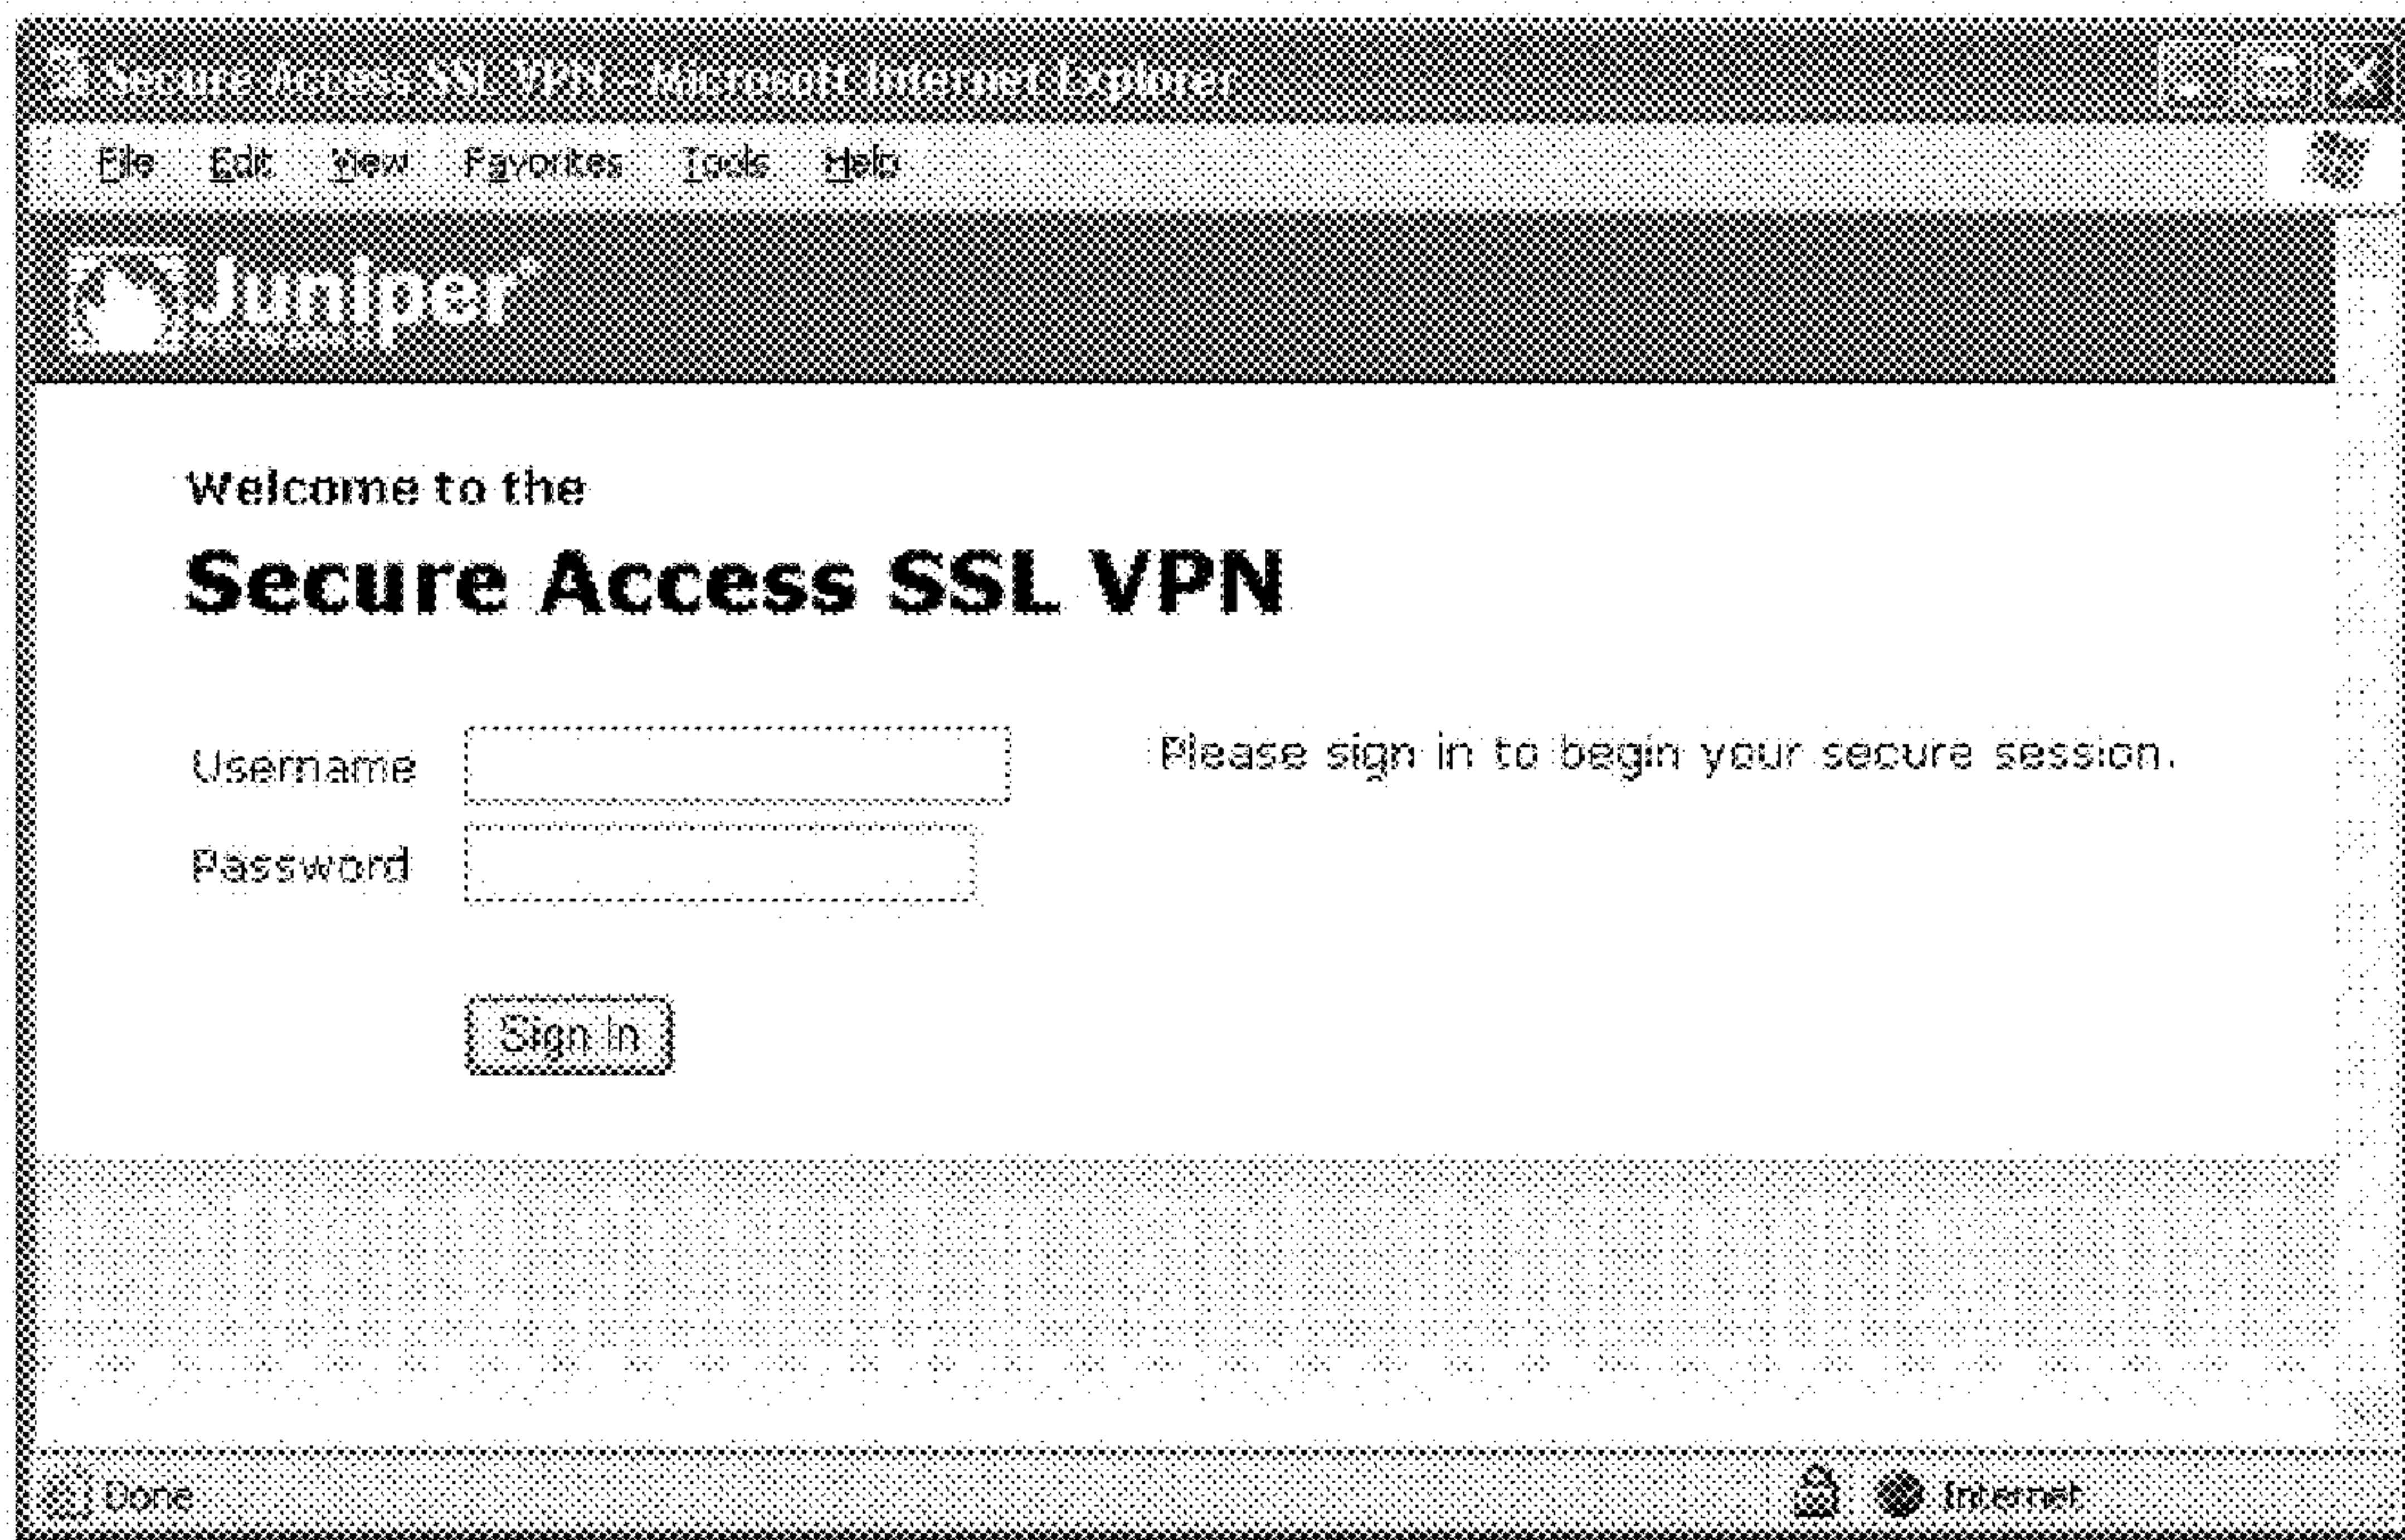 Secure Access SSL VPN - Microsoft Internet Explorer
File Edit View Favorites Tools Help
Juniper
NETWORKS
Welcome to the
Secure Access SSL VPN
Username
Please sign in to begin your secure session.
Password
Sign In
Done
Internet